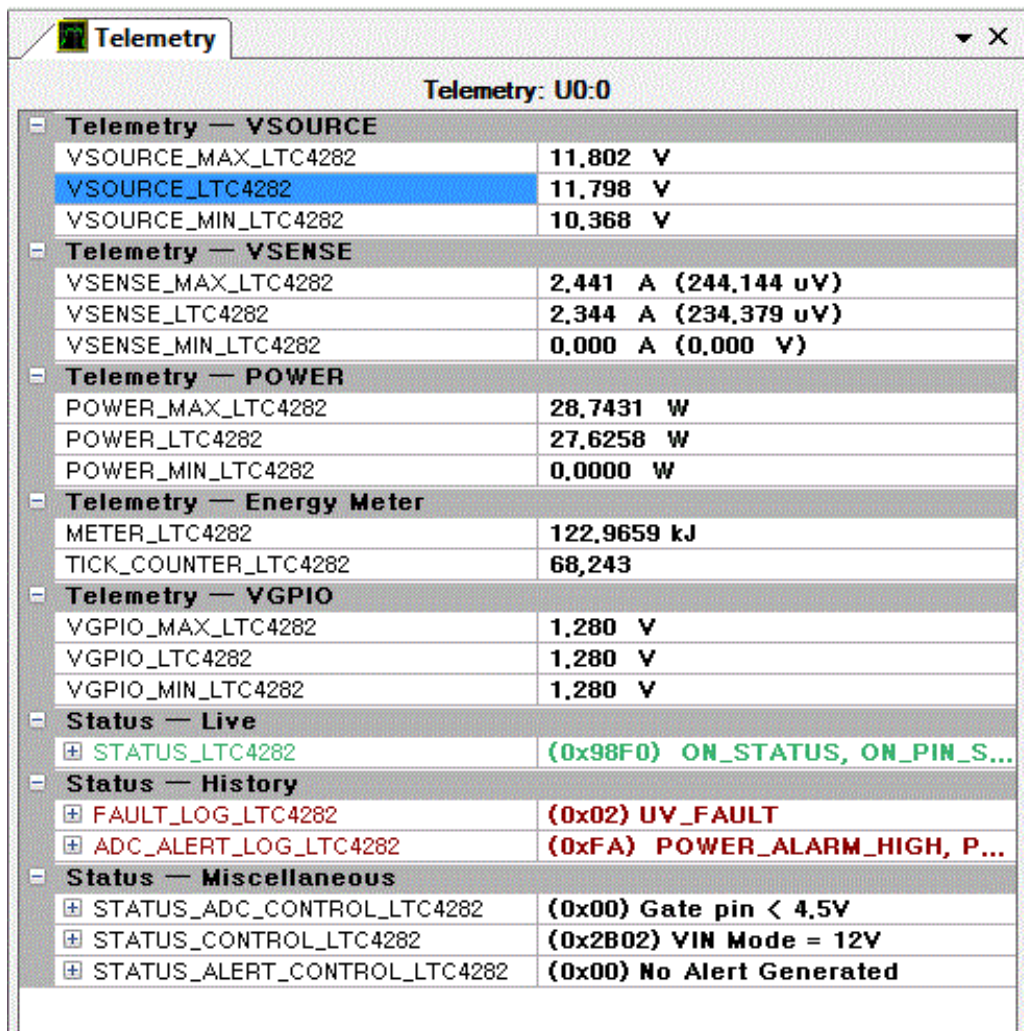 Telemetry
Telemetry: U0:0
Telemetry — VSOURCE
VSOURCE_MAX_LTC4282 11.802 V
VSOURCE_LTC4282 11.798 V
VSOURCE_MIN_LTC4282 10.368 V
Telemetry — VSENSE
VSENSE_MAX_LTC4282 2.441 A (244.144 uV)
VSENSE_LTC4282 2.344 A (234.379 uV)
VSENSE_MIN_LTC4282 0.000 A (0.000 V)
Telemetry — POWER
POWER_MAX_LTC4282 28.7431 W
POWER_LTC4282 27.6258 W
POWER_MIN_LTC4282 0.0000 W
Telemetry — Energy Meter
METER_LTC4282 122.9659 kJ
TICK_COUNTER_LTC4282 68,243
Telemetry — VGPIO
VGPIO_MAX_LTC4282 1.280 V
VGPIO_LTC4282 1.280 V
VGPIO_MIN_LTC4282 1.280 V
Status — Live
STATUS_LTC4282 (0x98F0) ON_STATUS, ON_PIN_S...
Status — History
FAULT_LOG_LTC4282 (0x02) UV_FAULT
ADC_ALERT_LOG_LTC4282 (0xFA) POWER_ALARM_HIGH, P...
Status — Miscellaneous
STATUS_ADC_CONTROL_LTC4282 (0x00) Gate pin < 4.5V
STATUS_CONTROL_LTC4282 (0x2B02) VIN Mode = 12V
STATUS_ALERT_CONTROL_LTC4282 (0x00) No Alert Generated